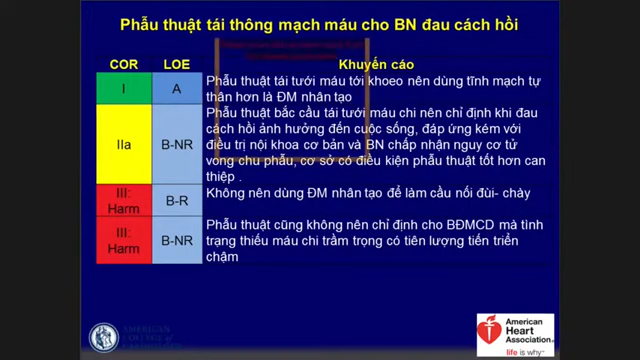 Phẫu thuật tái thông mạch máu cho BN đau cách hồi
COR LOE Khuyến cáo
I A Phẫu thuật tái tưới máu tới khoeo nên dùng tĩnh mạch tự
thân hơn là ĐM nhân tạo
IIa B-NR Phẫu thuật bắc cầu tái tưới máu chi nên chỉ định khi đau
cách hồi ảnh hưởng đến cuộc sống, đáp ứng kém với
điều trị nội khoa cơ bản và BN chấp nhận nguy cơ tử
vong chu phẫu, cơ sở có điều kiện phẫu thuật tốt hơn can
thiệp .
III: Harm B-R Không nên dùng ĐM nhân tạo để làm cầu nối đùi- chày
III: Harm B-NR Phẫu thuật cũng không nên chỉ định cho BĐMCD mà tình
trạng thiếu máu chi trầm trọng có tiên lượng tiến triển
chậm
AMERICAN
COLLEGE of
CARDIOLOGY
American
Heart
Association®
life is why™